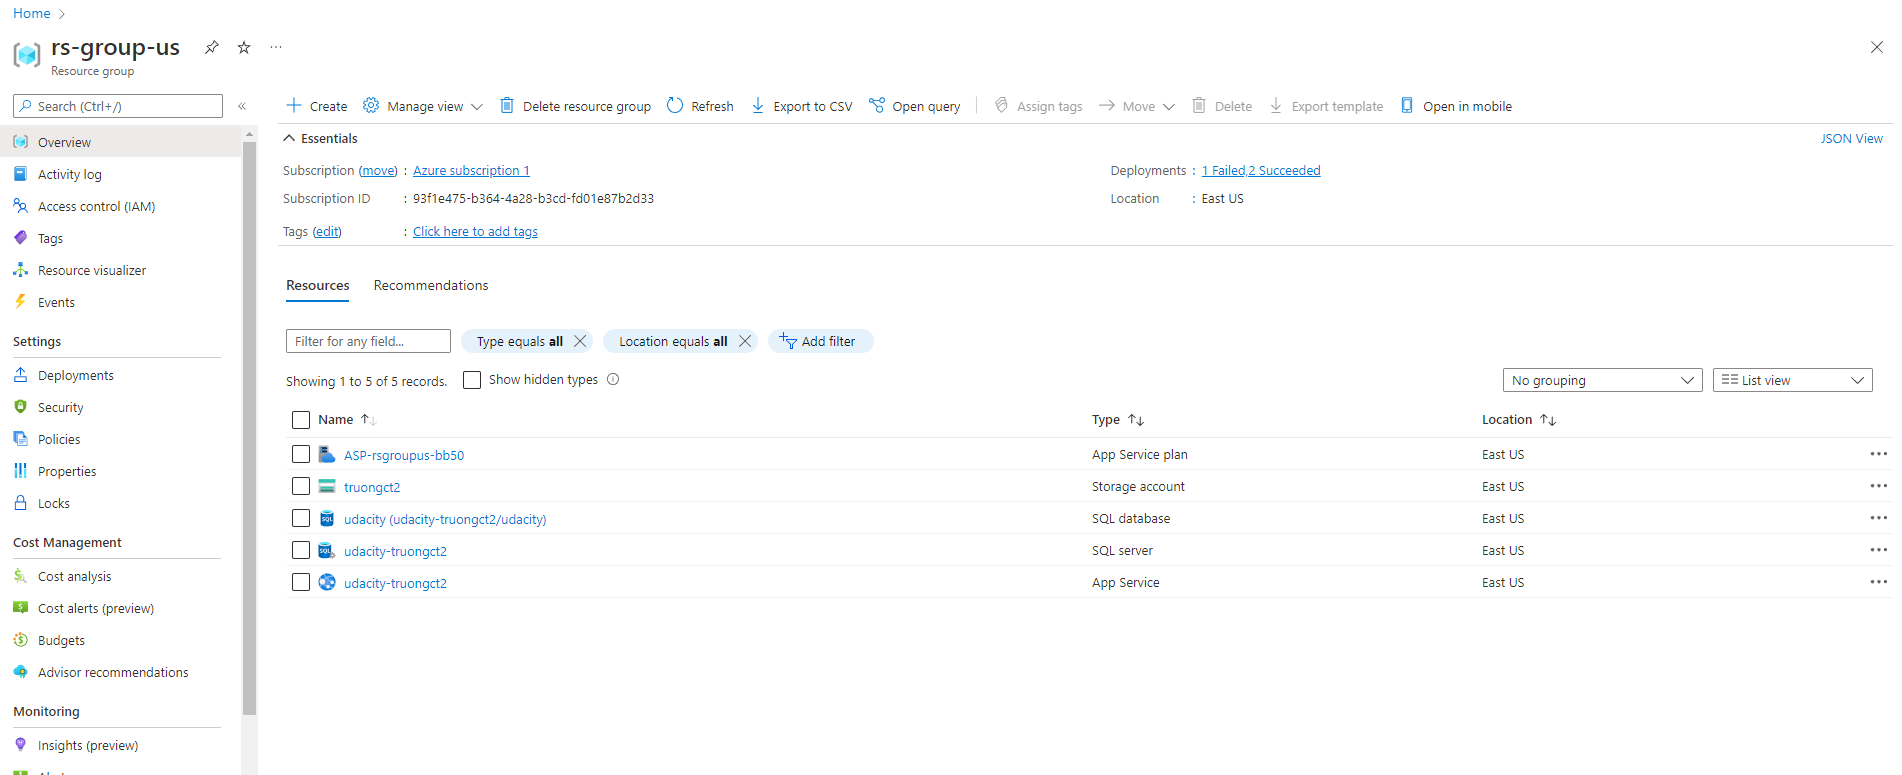 Home
rs-group-us
Resource group
Search (Ctrl+/)
Overview
Activity log
Access control (IAM)
Tags
Resource visualizer
Events
Settings
Deployments
Security
Policies
Properties
Locks
Cost Management
Cost analysis
Cost alerts (preview)
Budgets
Advisor recommendations
Monitoring
Insights (preview)
Create Manage view Delete resource group Refresh Export to CSV Open query Assign tags Move Delete Export template Open in mobile
Essentials JSON View
Subscription (move) : Azure subscription 1 Deployments : 1 Failed,2 Succeeded
Subscription ID : 93f1e475-b364-4a28-b3cd-fd01e87b2d33 Location : East US
Tags (edit) : Click here to add tags
Resources Recommendations
Filter for any field... Type equals all Location equals all Add filter
Showing 1 to 5 of 5 records. Show hidden types No grouping List view
Name Type Location
ASP-rsgroupus-bb50 App Service plan East US
truongct2 Storage account East US
udacity (udacity-truongct2/udacity) SQL database East US
udacity-truongct2 SQL server East US
udacity-truongct2 App Service East US